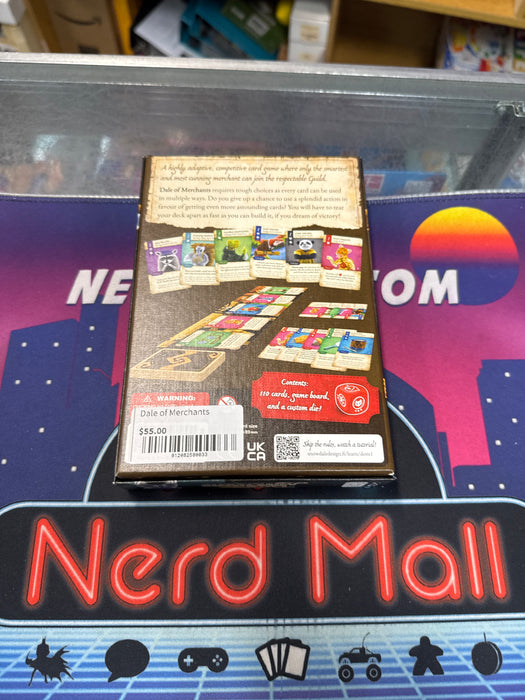 A highly adaptive, competitive card game where only the smartest
and most cunning merchant can join the respectable Guild.
Dale of Merchants requires tough choices as every card can be used
in multiple ways. Do you give up a chance to use a splendid action in
favour of getting even more astounding cards? You will have to tear
your deck apart as fast as you can build it, if you dream of victory!
NE
OM
WARNING:
Contents:
110 cards, game board,
and a custom die!
Dale of Merchants
$55.00
UK
CA
Skip the rules, watch a tutorial!
Nerd Mall